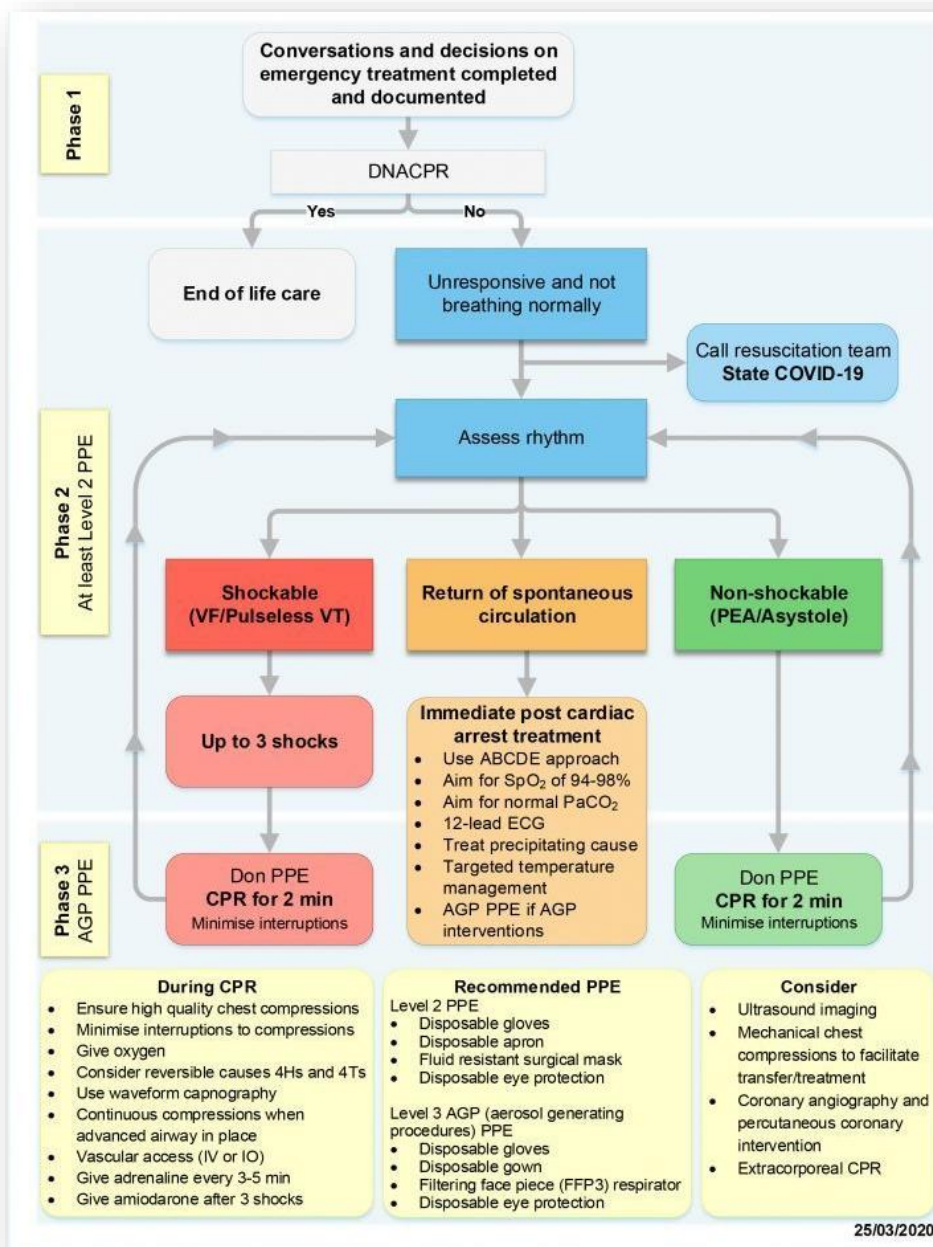 Conversations and decisions on
emergency treatment completed
and documented
Phase 1
DNACPR
Yes
No
End of life care
Unresponsive and not
breathing normally
Call resuscitation team
State COVID-19
Phase 2
At least Level 2 PPE
Assess rhythm
Shockable
(VF/Pulseless VT)
Return of spontaneous
circulation
Non-shockable
(PEA/Asystole)
Up to 3 shocks
Immediate post cardiac
arrest treatment
• Use ABCDE approach
• Aim for SpO₂ of 94-98%
• Aim for normal PaCO₂
• 12-lead ECG
• Treat precipitating cause
• Targeted temperature
management
• AGP PPE if AGP
interventions
Phase 3
AGP PPE
Don PPE
CPR for 2 min
Minimise interruptions
Don PPE
CPR for 2 min
Minimise interruptions
During CPR
• Ensure high quality chest compressions
• Minimise interruptions to compressions
• Give oxygen
• Consider reversible causes 4Hs and 4Ts
• Use waveform capnography
• Continuous compressions when
advanced airway in place
• Vascular access (IV or IO)
• Give adrenaline every 3-5 min
• Give amiodarone after 3 shocks
Recommended PPE
Level 2 PPE
• Disposable gloves
• Disposable apron
• Fluid resistant surgical mask
• Disposable eye protection
Level 3 AGP (aerosol generating
procedures) PPE
• Disposable gloves
• Disposable gown
• Filtering face piece (FFP3) respirator
• Disposable eye protection
Consider
• Ultrasound imaging
• Mechanical chest
compressions to facilitate
transfer/treatment
• Coronary angiography and
percutaneous coronary
intervention
• Extracorporeal CPR
25/03/2020